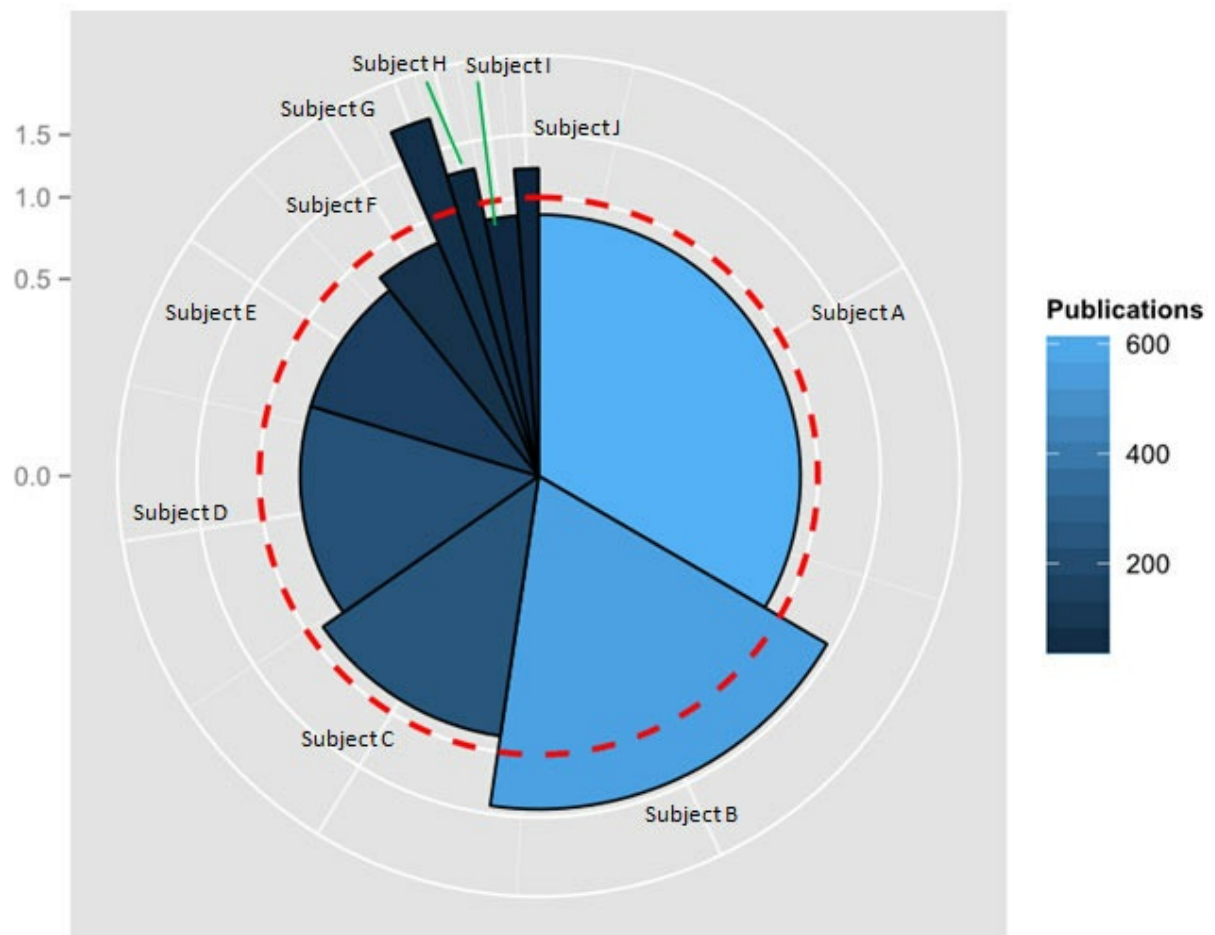 Subject H
Subject I
Subject G
Subject J
1.5
1.0
Subject F
0.5
Subject E
Subject A
Publications
600
400
0.0
Subject D
200
Subject C
Subject B